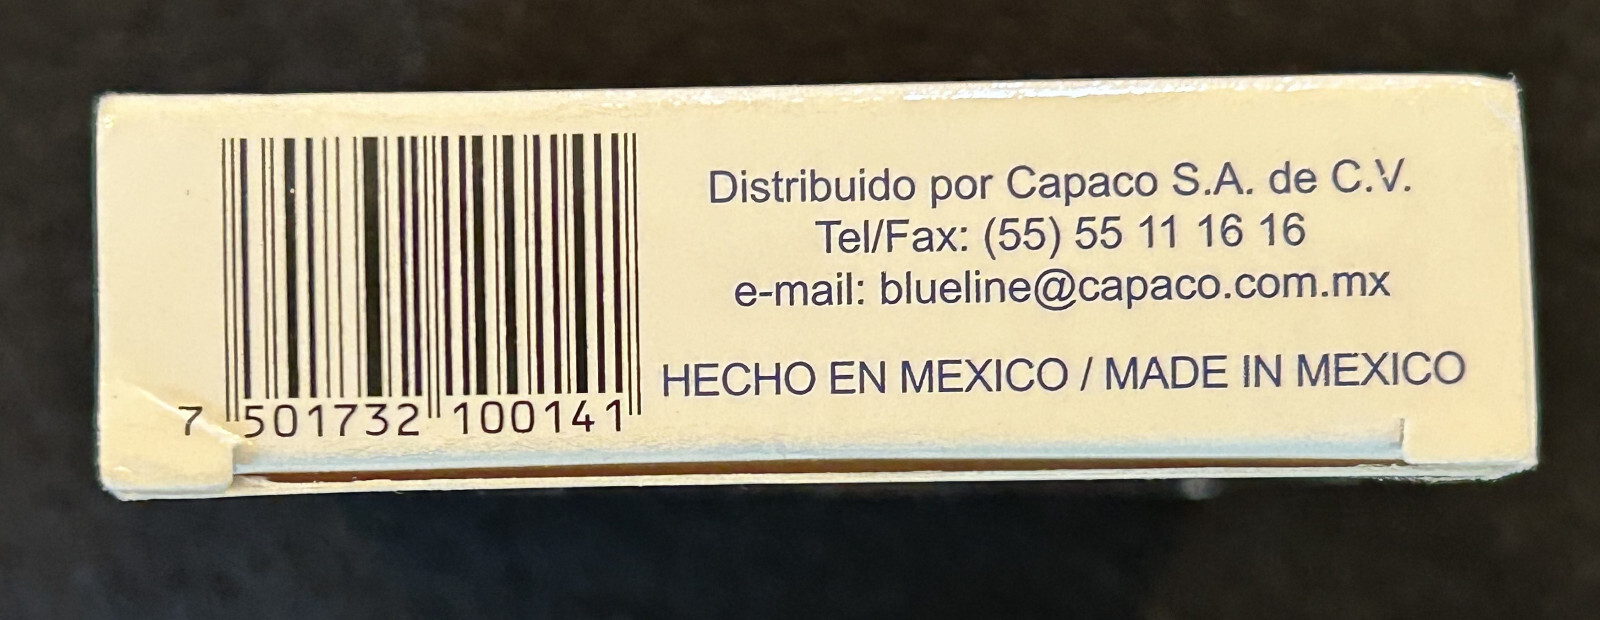 Distribuido por Capaco S.A. de C.V.
Tel/Fax: (55) 55 11 16 16
e-mail: blueline@capaco.com.mx
HECHO EN MEXICO / MADE IN MEXICO
7 501732 100141